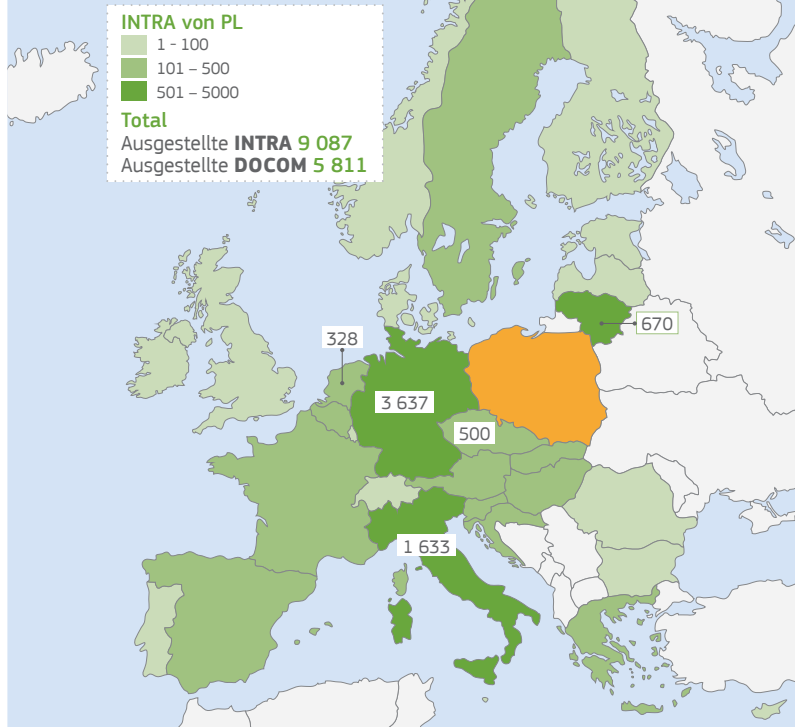 INTRA von PL
1 - 100
101 – 500
501 – 5000
Total
Ausgestellte INTRA 9 087
Ausgestellte DOCOM 5 811
670
328
3 637
500
1 633